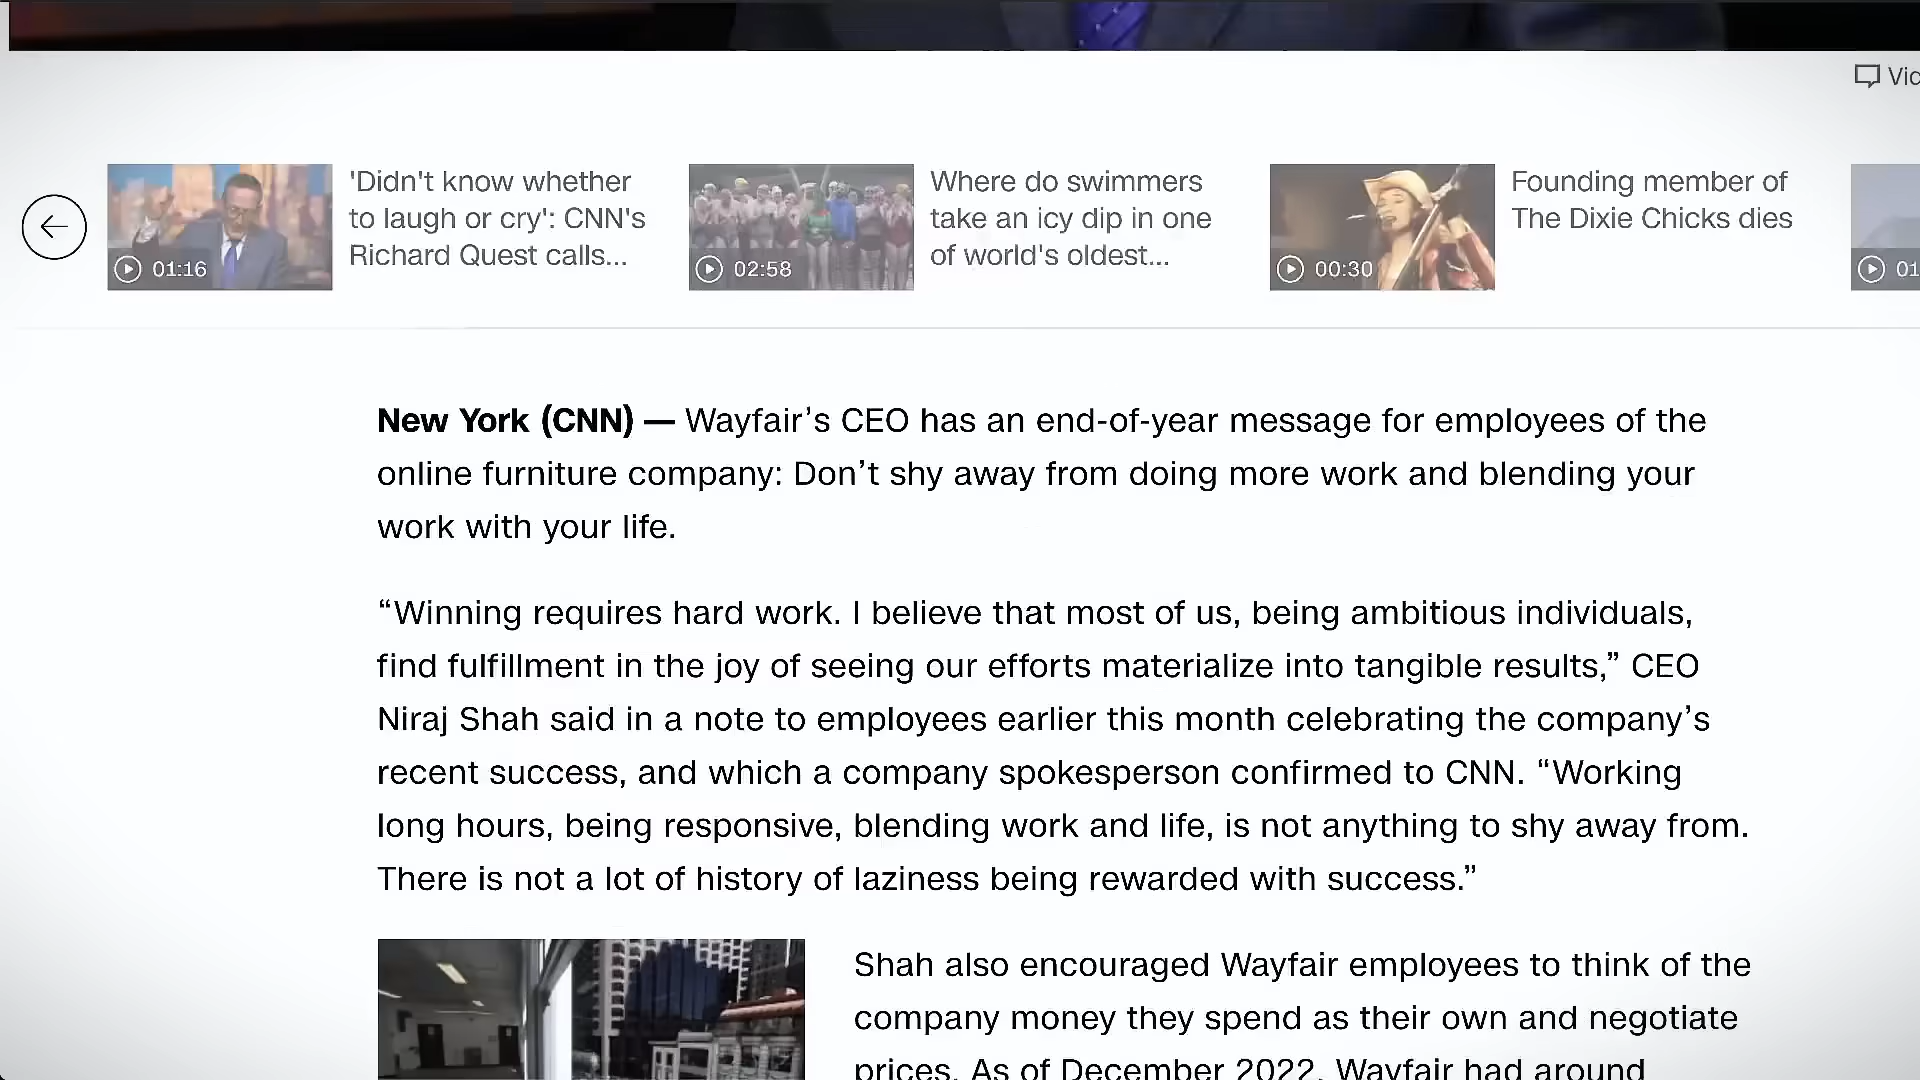 Vid
'Didn't know whether
to laugh or cry': CNN's
Richard Quest calls...
01:16
Where do swimmers
take an icy dip in one
of world's oldest...
02:58
Founding member of
The Dixie Chicks dies
00:30
01
New York (CNN) — Wayfair’s CEO has an end-of-year message for employees of the
online furniture company: Don’t shy away from doing more work and blending your
work with your life.
“Winning requires hard work. I believe that most of us, being ambitious individuals,
find fulfillment in the joy of seeing our efforts materialize into tangible results,” CEO
Niraj Shah said in a note to employees earlier this month celebrating the company’s
recent success, and which a company spokesperson confirmed to CNN. “Working
long hours, being responsive, blending work and life, is not anything to shy away from.
There is not a lot of history of laziness being rewarded with success.”
Shah also encouraged Wayfair employees to think of the
company money they spend as their own and negotiate
prices. As of December 2022, Wayfair had around